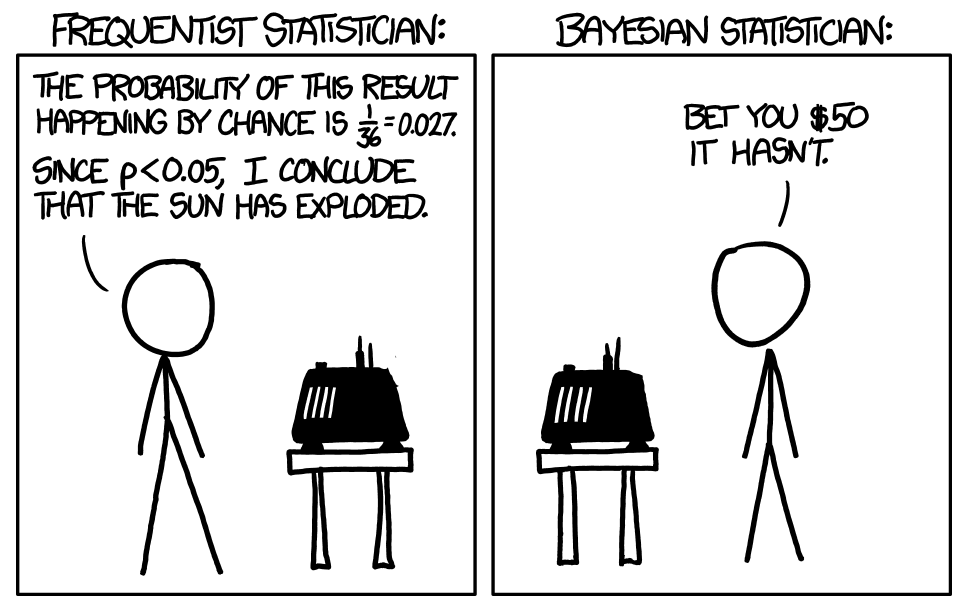 FREQUENTIST STATISTICIAN:
THE PROBABILITY OF THIS RESULT
HAPPENING BY CHANCE IS 1/36=0.027.
SINCE p<0.05, I CONCLUDE
THAT THE SUN HAS EXPLODED.
BAYESIAN STATISTICIAN:
BET YOU $50
IT HASN'T.